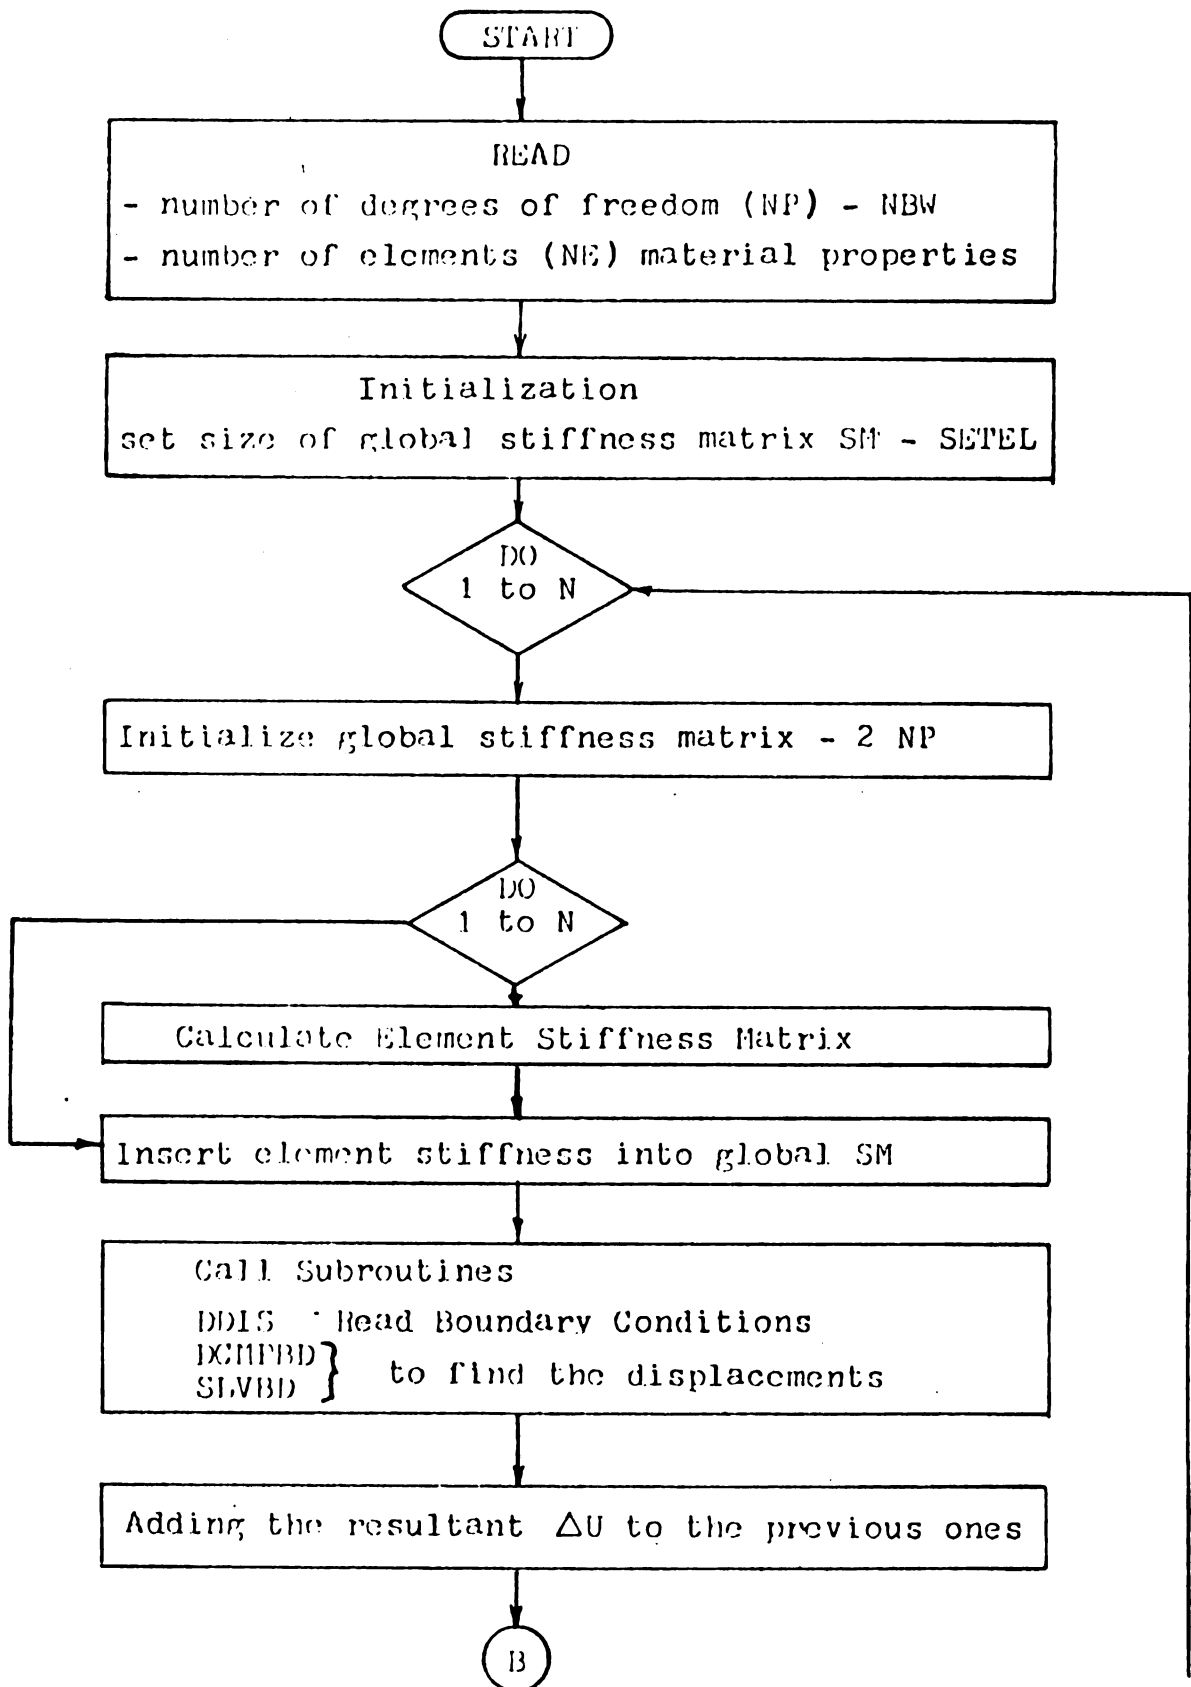 START
READ
- number of degrees of freedom (NP) - NBW
- number of elements (NE) material properties
Initialization
set size of global stiffness matrix SM - SETEL
DO
1 to N
Initialize global stiffness matrix - 2 NP
DO
1 to N
Calculate Element Stiffness Matrix
Insert element stiffness into global SM
Call Subroutines
DDIS - Read Boundary Conditions
DCMPBD
SLVBD } to find the displacements
Adding the resultant ΔU to the previous ones
B